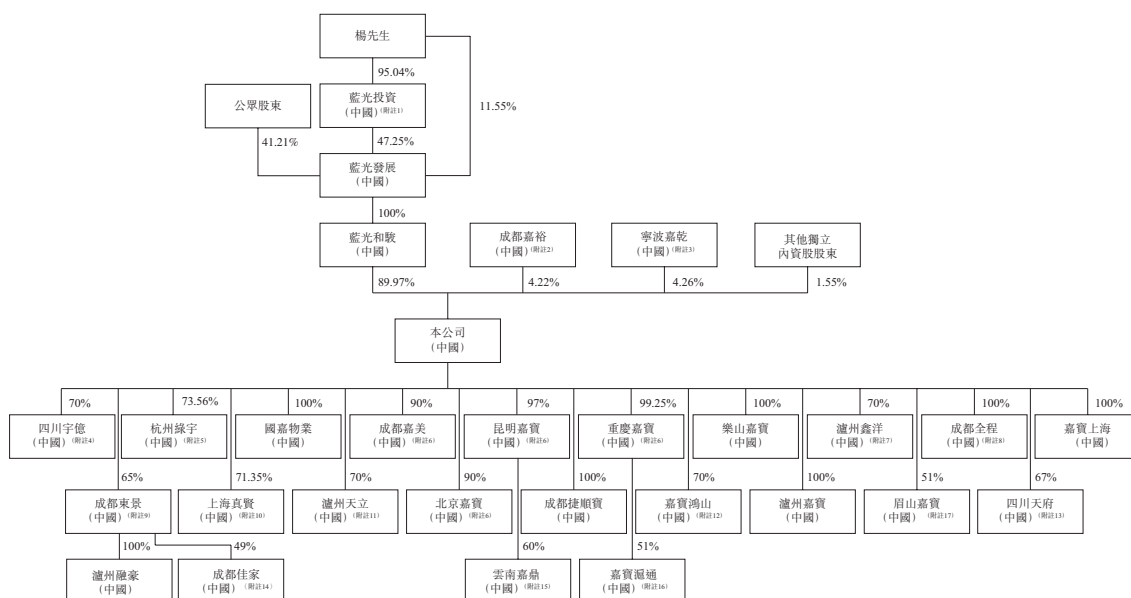 楊先生
95.04%
公眾股東
藍光投資
(中國)(附註1)
11.55%
41.21%
47.25%
藍光發展
(中國)
100%
藍光和駿
(中國)
成都嘉裕
(中國)(附註2)
寧波嘉乾
(中國)(附註3)
其他獨立
內資股股東
89.97%
4.22%
4.26%
1.55%
本公司
(中國)
70%
73.56%
100%
90%
97%
99.25%
100%
70%
100%
100%
四川宇億
(中國)(附註4)
杭州綠宇
(中國)(附註5)
國嘉物業
(中國)
成都嘉美
(中國)(附註6)
昆明嘉寶
(中國)(附註6)
重慶嘉寶
(中國)(附註6)
樂山嘉寶
(中國)
瀘州鑫洋
(中國)(附註7)
成都全程
(中國)(附註8)
嘉寶上海
(中國)
65%
71.35%
70%
90%
100%
70%
100%
51%
67%
成都東景
(中國)(附註9)
上海真賢
(中國)(附註10)
瀘州天立
(中國)(附註11)
北京嘉寶
(中國)(附註6)
成都捷順寶
(中國)
嘉寶鴻山
(中國)(附註12)
瀘州嘉寶
(中國)
眉山嘉寶
(中國)(附註17)
四川天府
(中國)(附註13)
100%
49%
60%
51%
瀘州融豪
(中國)
成都佳家
(中國)(附註14)
雲南嘉鼎
(中國)(附註15)
嘉寶滬通
(中國)(附註16)